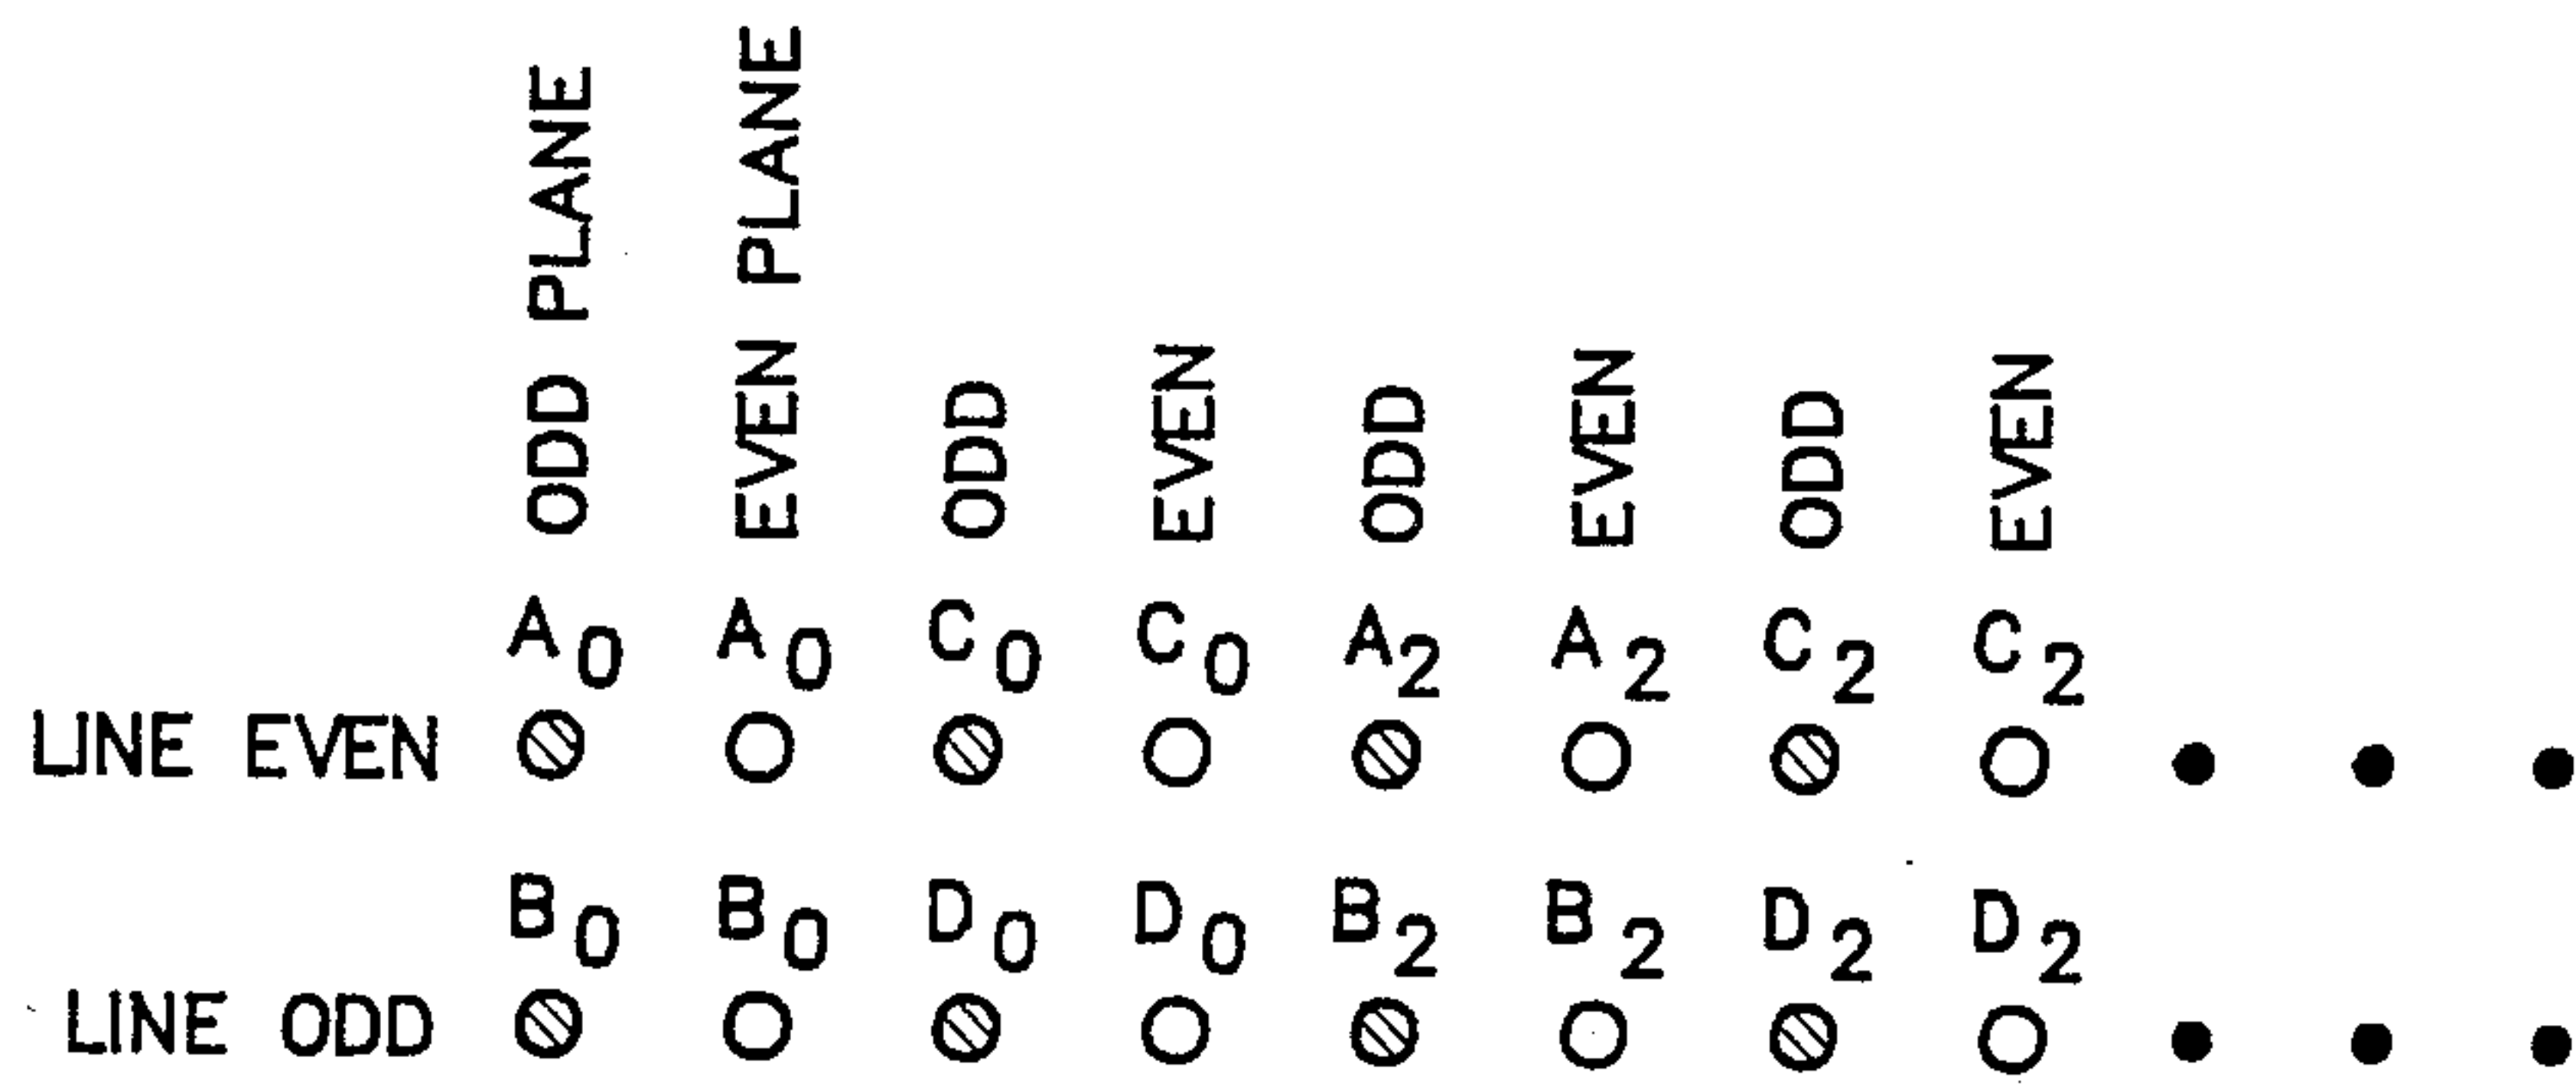 ODD PLANE
EVEN PLANE
ODD
EVEN
ODD
EVEN
ODD
EVEN
A0 A0 C0 C0 A2 A2 C2 C2
LINE EVEN
B0 B0 D0 D0 B2 B2 D2 D2
LINE ODD